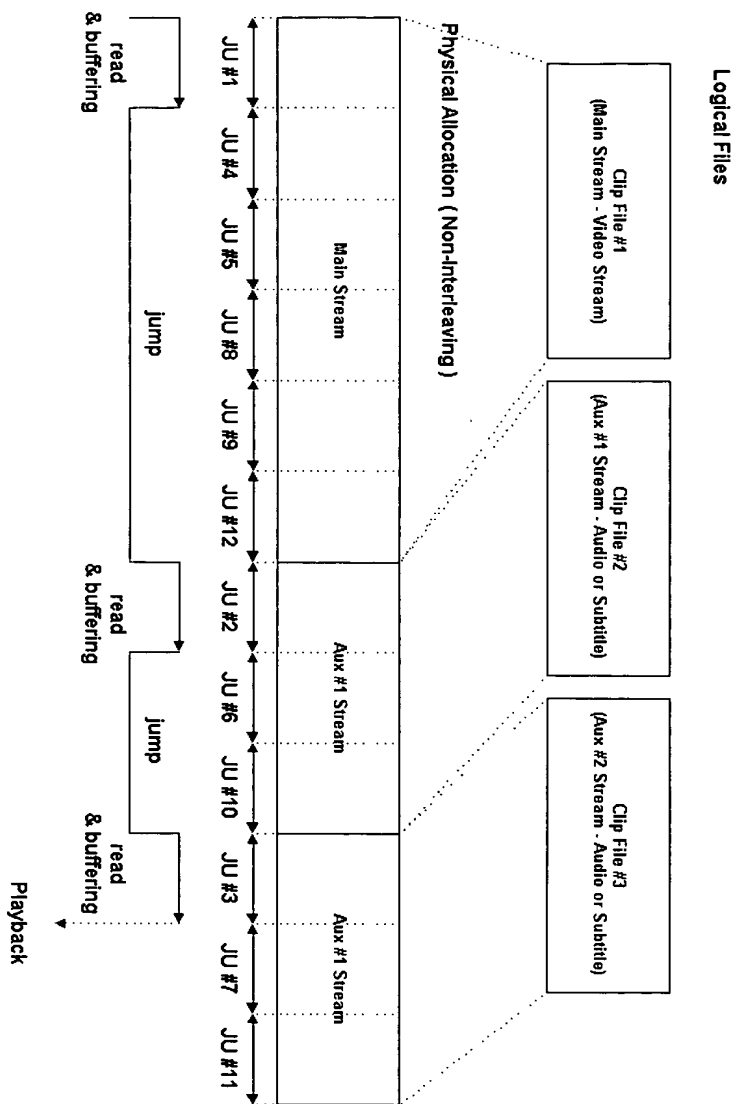 Logical Files
Clip File #1
(Main Stream - Video Stream)
Clip File #2
(Aux #1 Stream - Audio or Subtitle)
Clip File #3
(Aux #2 Stream - Audio or Subtitle)
Physical Allocation ( Non-Interleaving )
Main Stream
Aux #1 Stream
Aux #1 Stream
JU #1
JU #4
JU #5
JU #8
JU #9
JU #12
JU #2
JU #6
JU #10
JU #3
JU #7
JU #11
read
& buffering
jump
read
& buffering
jump
read
& buffering
Playback